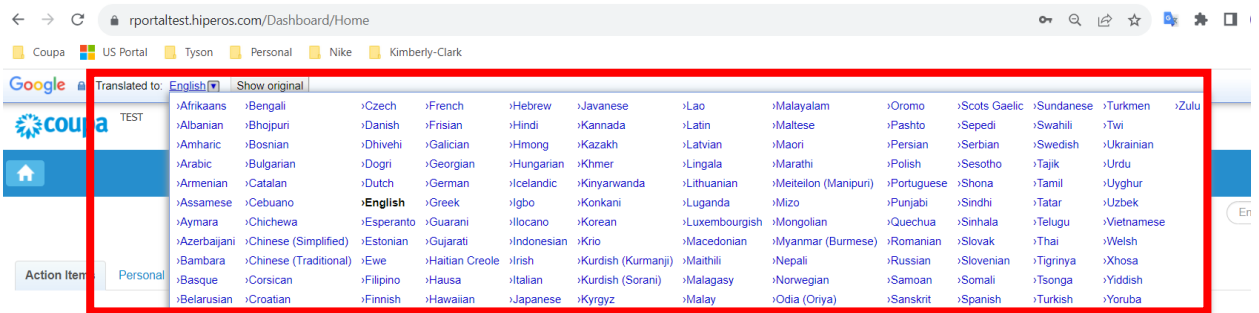 rportaltest.hiperos.com/Dashboard/Home
Coupa US Portal Tyson Personal Nike Kimberly-Clark
Google Translated to: English Show original
coupa TEST
›Afrikaans ›Bengali ›Czech ›French ›Hebrew ›Javanese ›Lao ›Malayalam ›Oromo ›Scots Gaelic ›Sundanese ›Turkmen ›Zulu
›Albanian ›Bhojpuri ›Danish ›Frisian ›Hindi ›Kannada ›Latin ›Maltese ›Pashto ›Sepedi ›Swahili ›Twi
›Amharic ›Bosnian ›Dhivehi ›Galician ›Hmong ›Kazakh ›Latvian ›Maori ›Persian ›Serbian ›Swedish ›Ukrainian
›Arabic ›Bulgarian ›Dogri ›Georgian ›Hungarian ›Khmer ›Lingala ›Marathi ›Polish ›Sesotho ›Tajik ›Urdu
›Armenian ›Catalan ›Dutch ›German ›Icelandic ›Kinyarwanda ›Lithuanian ›Meiteilon (Manipuri) ›Portuguese ›Shona ›Tamil ›Uyghur
›Assamese ›Cebuano ›English ›Greek ›Igbo ›Konkani ›Luganda ›Mizo ›Punjabi ›Sindhi ›Tatar ›Uzbek
›Aymara ›Chichewa ›Esperanto ›Guarani ›Ilocano ›Korean ›Luxembourgish ›Mongolian ›Quechua ›Sinhala ›Telugu ›Vietnamese
›Azerbaijani ›Chinese (Simplified) ›Estonian ›Gujarati ›Indonesian ›Krio ›Macedonian ›Myanmar (Burmese) ›Romanian ›Slovak ›Thai ›Welsh
›Bambara ›Chinese (Traditional) ›Ewe ›Haitian Creole ›Irish ›Kurdish (Kurmanji) ›Maithili ›Nepali ›Russian ›Slovenian ›Tigrinya ›Xhosa
›Basque ›Corsican ›Filipino ›Hausa ›Italian ›Kurdish (Sorani) ›Malagasy ›Norwegian ›Samoan ›Somali ›Tsonga ›Yiddish
›Belarusian ›Croatian ›Finnish ›Hawaiian ›Japanese ›Kyrgyz ›Malay ›Odia (Oriya) ›Sanskrit ›Spanish ›Turkish ›Yoruba
Action Items Personal